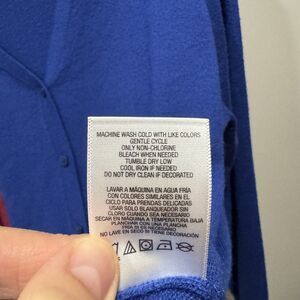 MACHINE WASH COLD WITH LIKE COLORS
GENTLE CYCLE
ONLY NON-CHLORINE
BLEACH WHEN NEEDED
TUMBLE DRY LOW
COOL IRON IF NEEDED
DO NOT DRY CLEAN IF DECORATED
LAVAR A MÁQUINA EN AGUA FRÍA
CON COLORES SIMILARES EN EL
CICLO PARA PRENDAS DELICADAS
USAR SOLO BLANQUEADOR SIN
CLORO CUANDO SEA NECESARIO
SECAR EN MÁQUINA A TEMPERATURA BAJA
PLANCHAR CON UNA PLANCHA
FRÍA SI ES NECESARIO
NO LAVE EN SECO SI TIENE DECORACIÓN